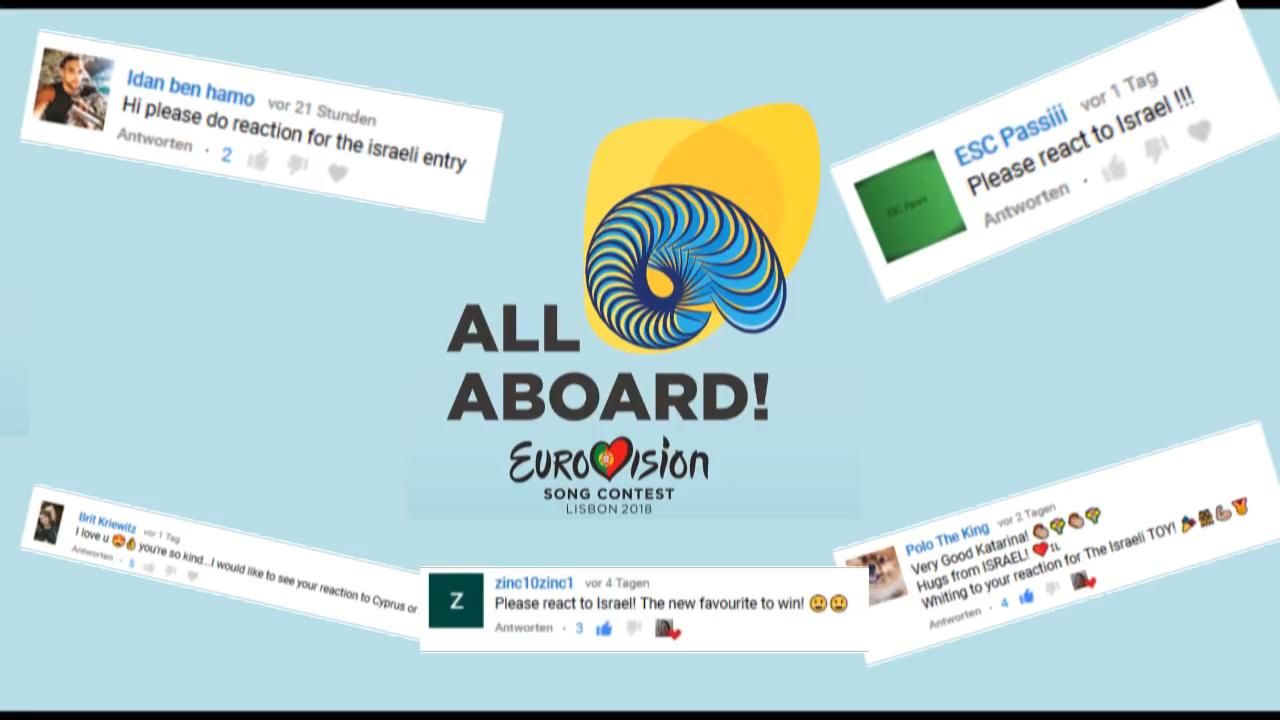 Idan ben hamo vor 21 Stunden
Hi please do reaction for the israeli entry
Antworten · 2
ESC Passiii vor 1 Tag
Please react to Israel !!!
Antworten ·
ALL
ABOARD!
EUROVISION
SONG CONTEST
LISBON 2018
Brit Kriewitz vor 1 Tag
I love u 😍👌 you're so kind...I would like to see your reaction to Cyprus or
Antworten · 5
Z
zinc10zinc1 vor 4 Tagen
Please react to Israel! The new favourite to win! 😀😀
Antworten · 3
Polo The King vor 2 Tagen
Very Good Katarina! 👏💐👏💐
Hugs from ISRAEL! ❤️IL
Whiting to your reaction for The Israeli TOY! 🎉
Antworten · 4